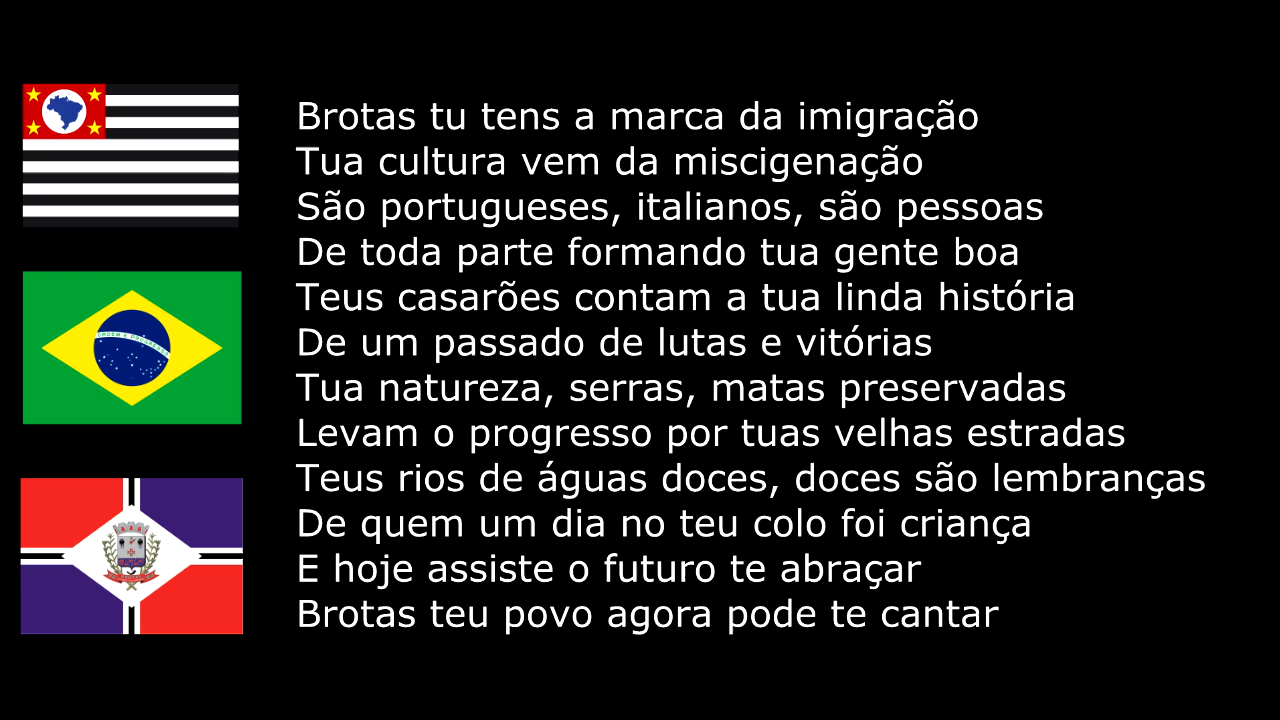 Brotas tu tens a marca da imigração
Tua cultura vem da miscigenação
São portugueses, italianos, são pessoas
De toda parte formando tua gente boa
Teus casarões contam a tua linda história
De um passado de lutas e vitórias
Tua natureza, serras, matas preservadas
Levam o progresso por tuas velhas estradas
Teus rios de águas doces, doces são lembranças
De quem um dia no teu colo foi criança
E hoje assiste o futuro te abraçar
Brotas teu povo agora pode te cantar